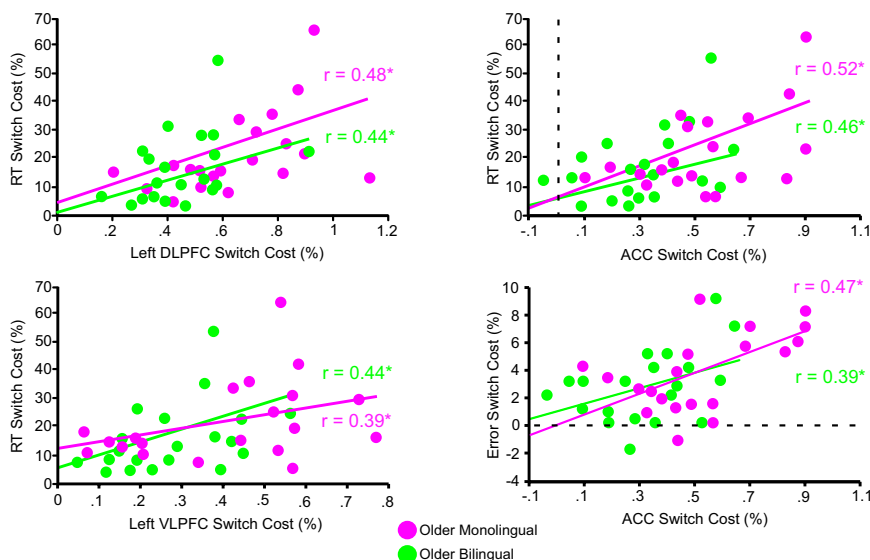 70
60
50
40
30
20
10
0
RT Switch Cost (%)
r = 0.48*
r = 0.44*
0 .2 .4 .6 .8 1 1.2
Left DLPFC Switch Cost (%)
70
60
50
40
30
20
10
0
RT Switch Cost (%)
r = 0.52*
r = 0.46*
-.1 .1 .3 .5 .7 .9 1.1
ACC Switch Cost (%)
70
60
50
40
30
20
10
0
RT Switch Cost (%)
r = 0.44*
r = 0.39*
0 .1 .2 .3 .4 .5 .6 .7 .8
Left VLPFC Switch Cost (%)
10
8
6
4
2
0
-2
-4
Error Switch Cost (%)
r = 0.47*
r = 0.39*
-.1 .1 .3 .5 .7 .9 1.1
ACC Switch Cost (%)
Older Monolingual
Older Bilingual